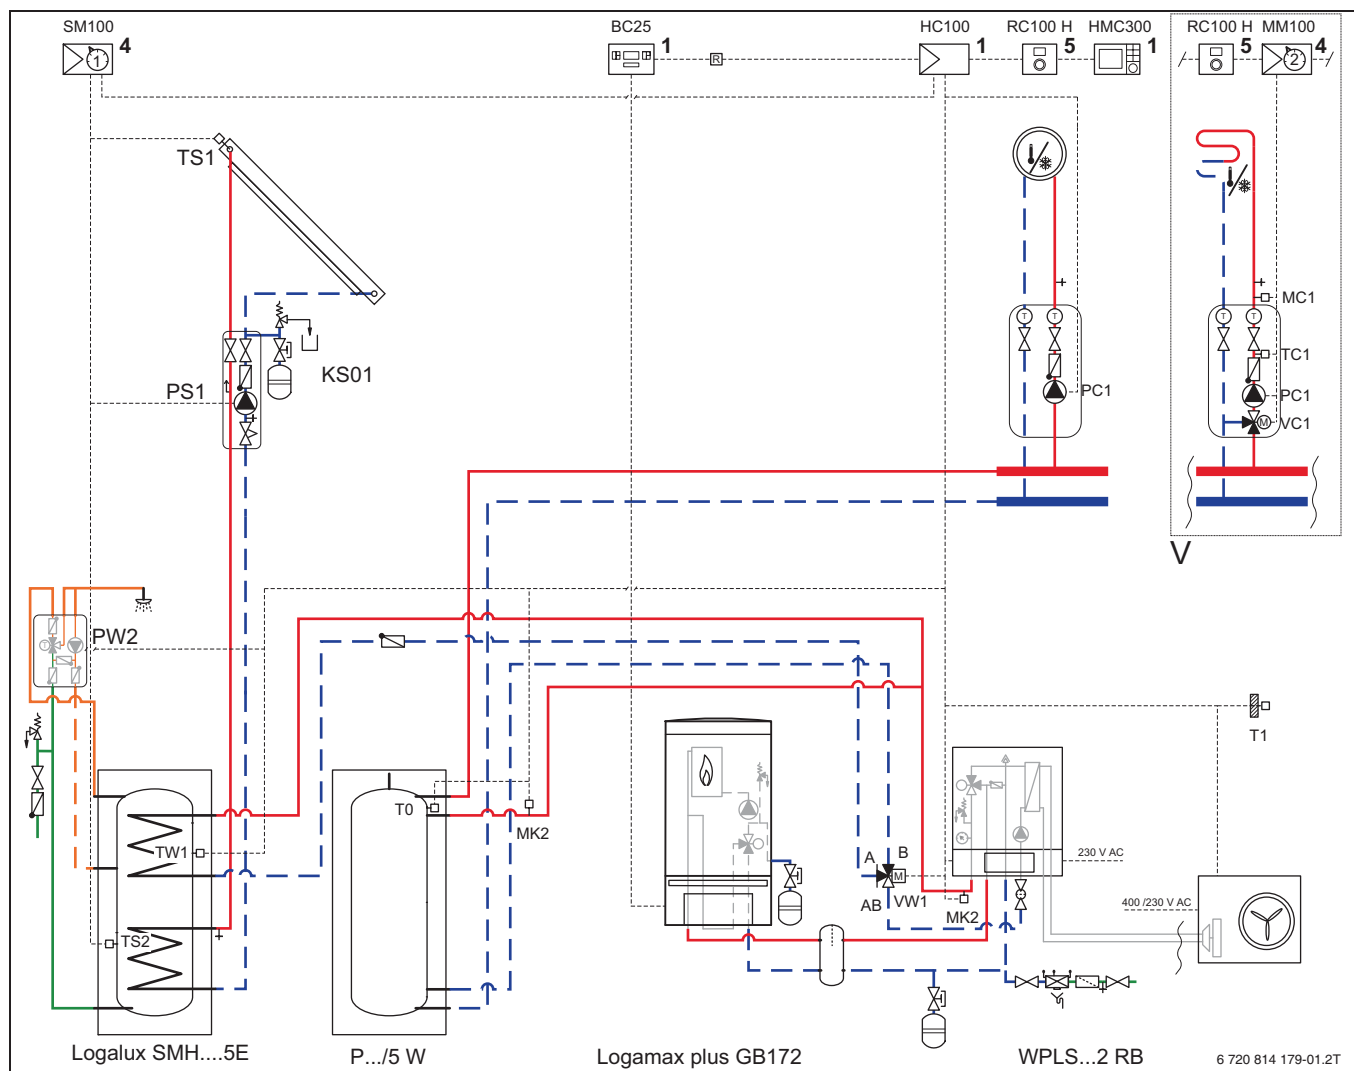 SM100
4
1
BC25
1
R
HC100
1
RC100 H
5
HMC300
1
RC100 H
5
MM100
4
2
TS1
KS01
PS1
T
T
PC1
T
T
MC1
TC1
PC1
M
VC1
V
PW2
T
T1
T0
MK2
TW1
TS2
A
B
M
AB
VW1
MK2
230 V AC
400 /230 V AC
Logalux SMH....5E
P.../5 W
Logamax plus GB172
WPLS...2 RB
6 720 814 179-01.2T